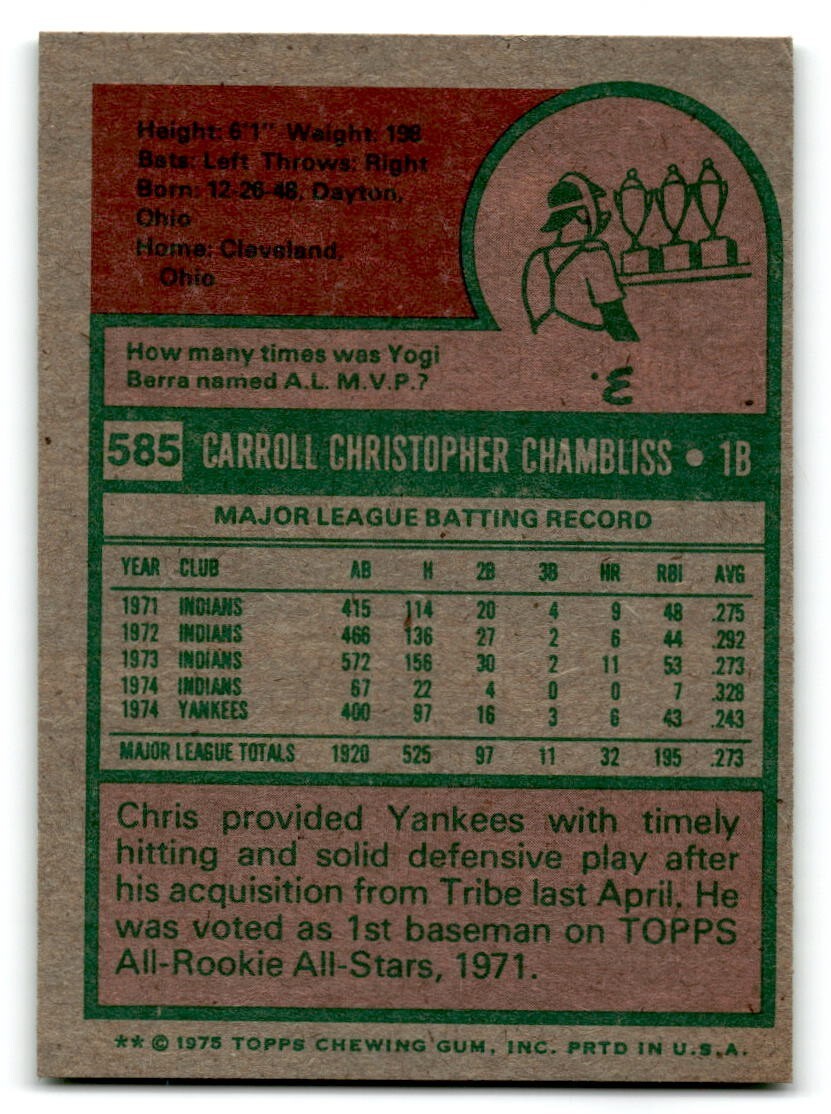 Height: 6'1" Weight: 198
Bats: Left Throws: Right
Born: 12-26-48, Dayton,
Ohio
Home: Cleveland,
Ohio
How many times was Yogi
Berra named A.L. M.V.P.?
3.
585 CARROLL CHRISTOPHER CHAMBLISS • 1B
MAJOR LEAGUE BATTING RECORD
YEAR CLUB AB H 2B 3B HR RBI AVG
1971 INDIANS 415 114 20 4 9 48 .275
1972 INDIANS 466 136 27 2 6 44 .292
1973 INDIANS 572 156 30 2 11 53 .273
1974 INDIANS 67 22 4 0 0 7 .328
1974 YANKEES 400 97 16 3 6 43 .243
MAJOR LEAGUE TOTALS 1920 525 97 11 32 195 .273
Chris provided Yankees with timely
hitting and solid defensive play after
his acquisition from Tribe last April. He
was voted as 1st baseman on TOPPS
All-Rookie All-Stars, 1971.
** © 1975 TOPPS CHEWING GUM, INC. PRTD IN U.S.A.